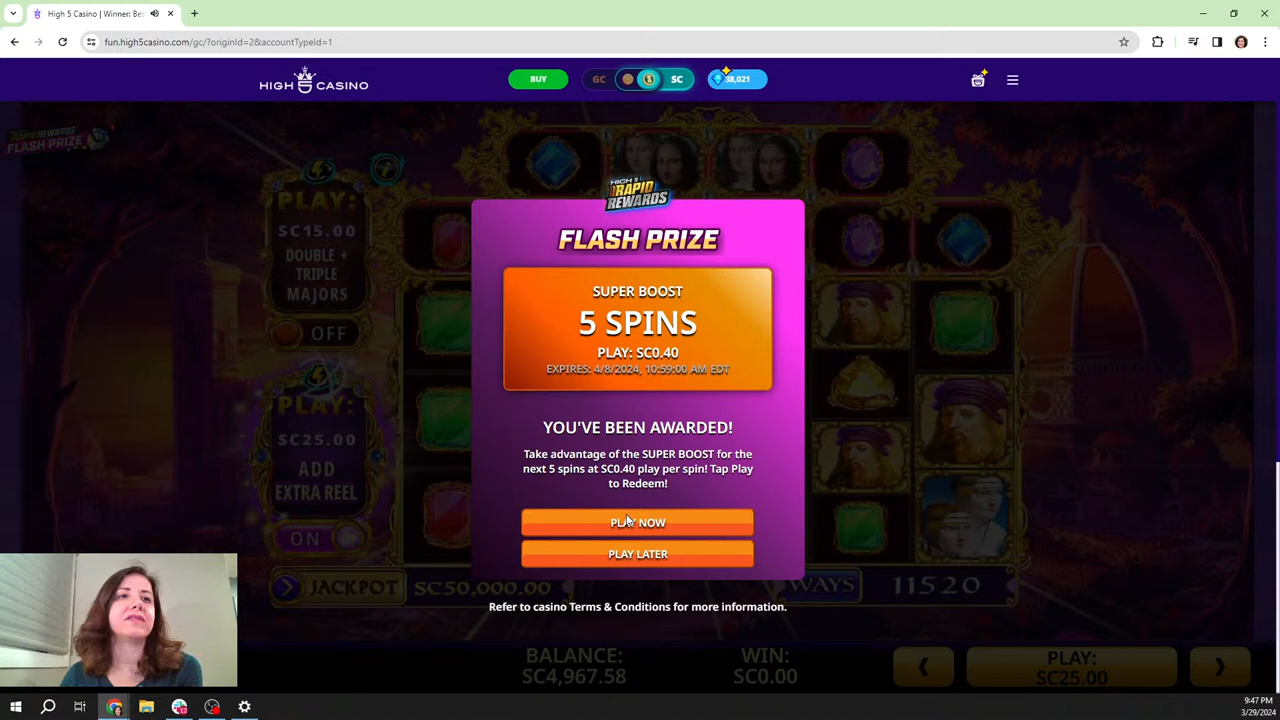 High 5 Casino | Winner: Be
fun.high5casino.com/gc/?originId=2&accountTypeId=1
HIGH 5 CASINO
BUY
GC
SC
38,021
RAPID REWARDS
FLASH PRIZE
PLAY:
SC15.00
DOUBLE +
TRIPLE
MAJORS
OFF
PLAY:
SC25.00
ADD
EXTRA REEL
ON
HIGH 5
RAPID
REWARDS
FLASH PRIZE
SUPER BOOST
5 SPINS
PLAY: SC0.40
EXPIRES: 4/8/2024, 10:59:00 AM EDT
YOU'VE BEEN AWARDED!
Take advantage of the SUPER BOOST for the
next 5 spins at SC0.40 play per spin! Tap Play
to Redeem!
PLAY NOW
PLAY LATER
JACKPOT SC50,000.00
WAYS 11520
Refer to casino Terms & Conditions for more information.
BALANCE:
SC4,967.58
WIN:
SC0.00
PLAY:
SC25.00
9:47 PM
3/29/2024